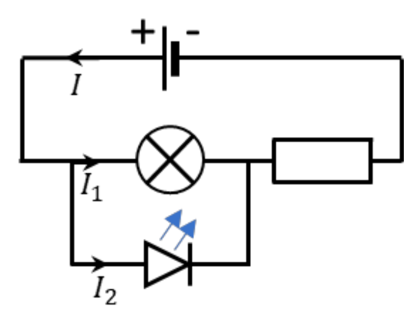 + -
I
I₁
I₂